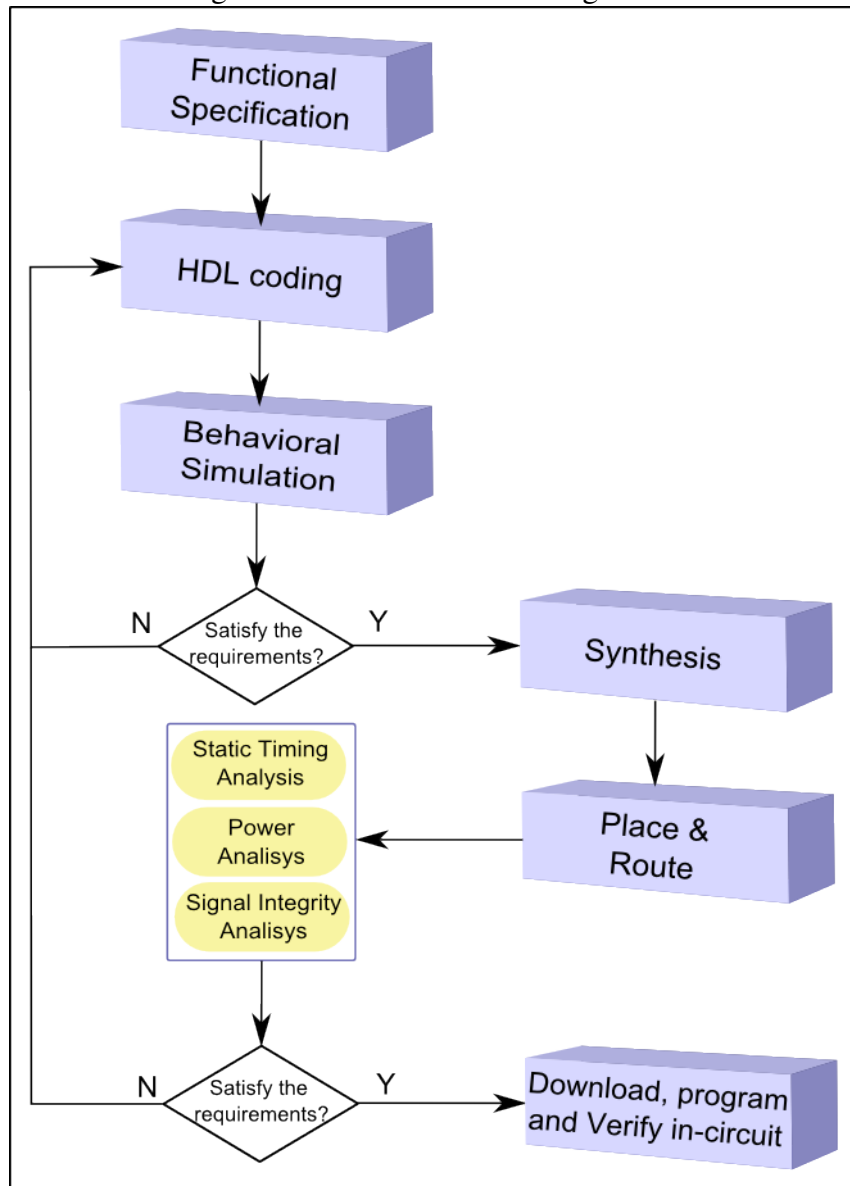 Functional
Specification
HDL coding
Behavioral
Simulation
N
Satisfy the
requirements?
Y
Synthesis
Static Timing
Analysis
Power
Analisys
Signal Integrity
Analisys
Place &
Route
N
Satisfy the
requirements?
Y
Download, program
and Verify in-circuit